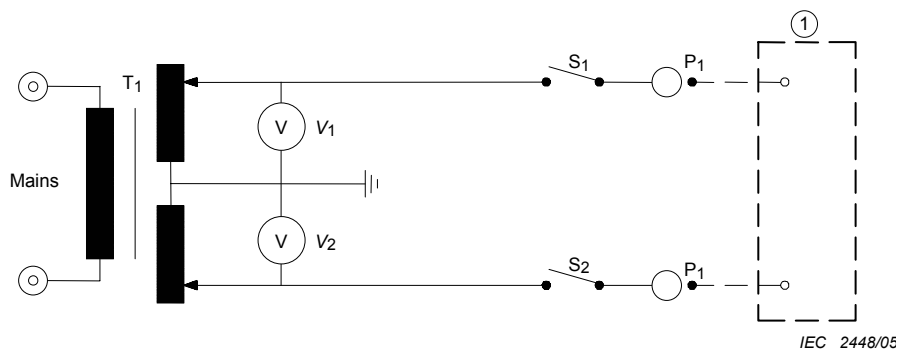 ①
T1
S1
P1
V
V1
Mains
V
V2
S2
P1
IEC 2448/05